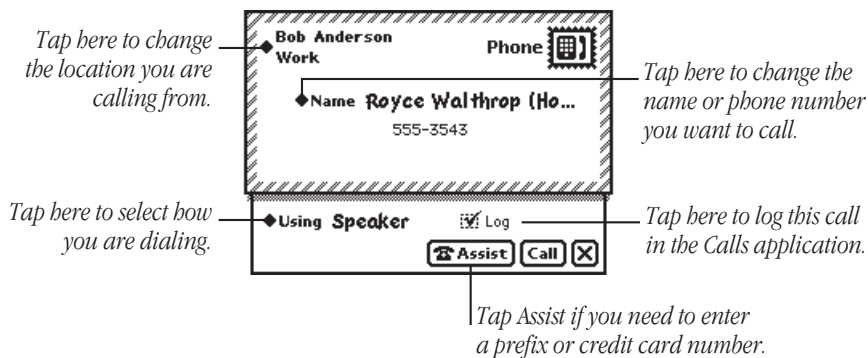 Tap here to change
the location you are
calling from.
Bob Anderson
Work
Phone
Tap here to change the
name or phone number
you want to call.
Name Royce Walthrop (Ho...
555-3543
Tap here to select how
you are dialing.
Using Speaker
Log
Tap here to log this call
in the Calls application.
Assist Call X
Tap Assist if you need to enter
a prefix or credit card number.